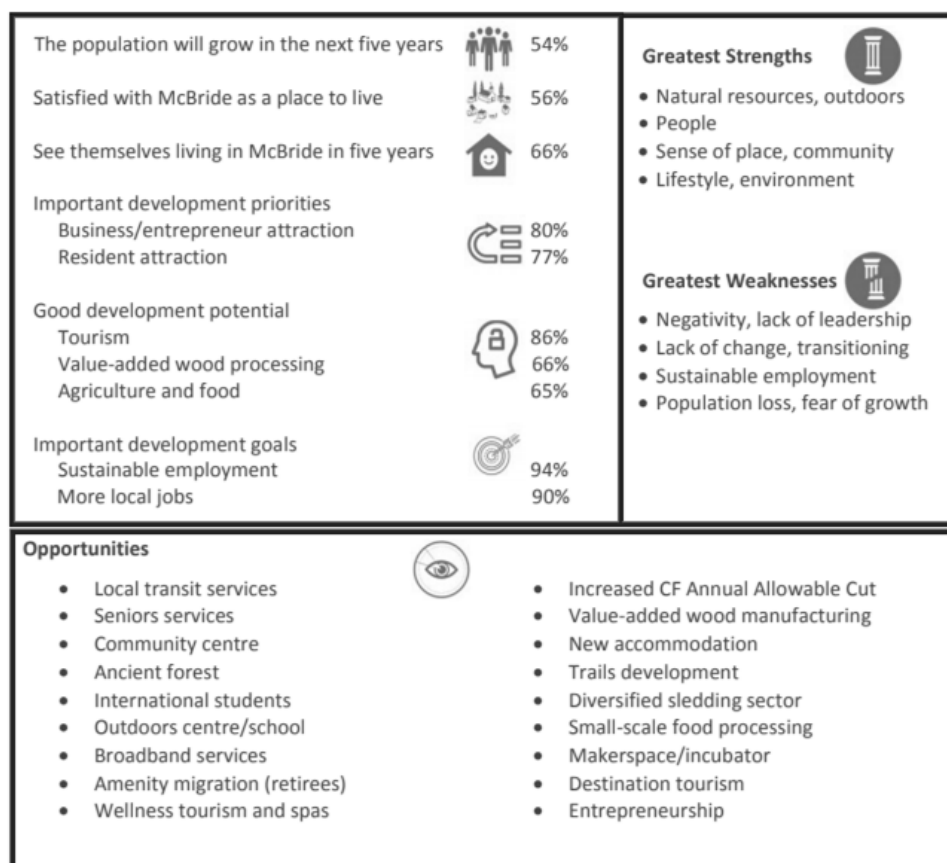 The population will grow in the next five years 54%
Satisfied with McBride as a place to live 56%
See themselves living in McBride in five years 66%
Important development priorities
Business/entrepreneur attraction 80%
Resident attraction 77%
Good development potential
Tourism 86%
Value-added wood processing 66%
Agriculture and food 65%
Important development goals
Sustainable employment 94%
More local jobs 90%
Greatest Strengths
• Natural resources, outdoors
• People
• Sense of place, community
• Lifestyle, environment
Greatest Weaknesses
• Negativity, lack of leadership
• Lack of change, transitioning
• Sustainable employment
• Population loss, fear of growth
Opportunities
• Local transit services
• Seniors services
• Community centre
• Ancient forest
• International students
• Outdoors centre/school
• Broadband services
• Amenity migration (retirees)
• Wellness tourism and spas
• Increased CF Annual Allowable Cut
• Value-added wood manufacturing
• New accommodation
• Trails development
• Diversified sledding sector
• Small-scale food processing
• Makerspace/incubator
• Destination tourism
• Entrepreneurship